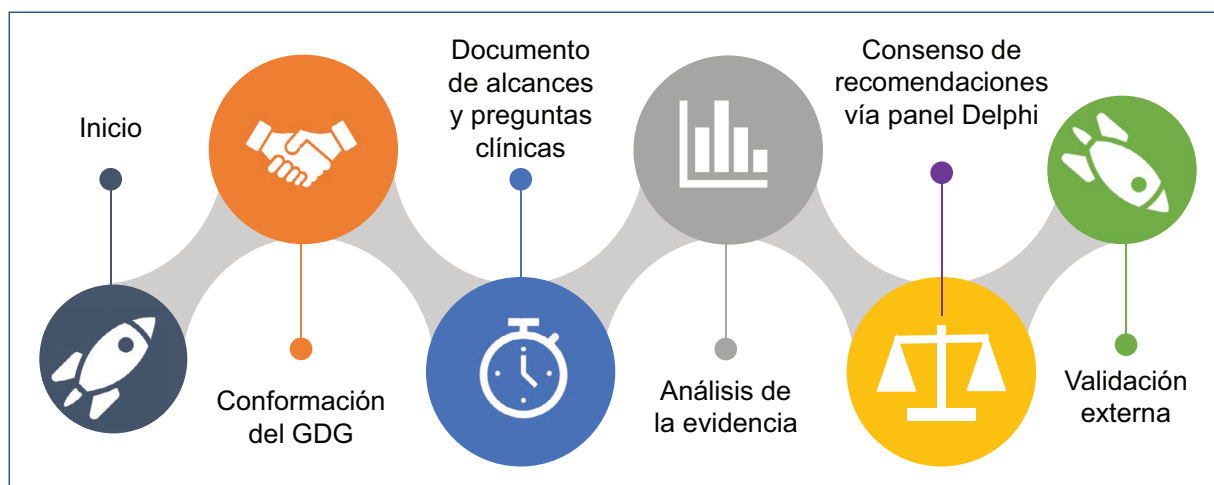 Inicio
Conformación
del GDG
Documento
de alcances
y preguntas
clínicas
Análisis de
la evidencia
Consenso de
recomendaciones
vía panel Delphi
Validación
externa